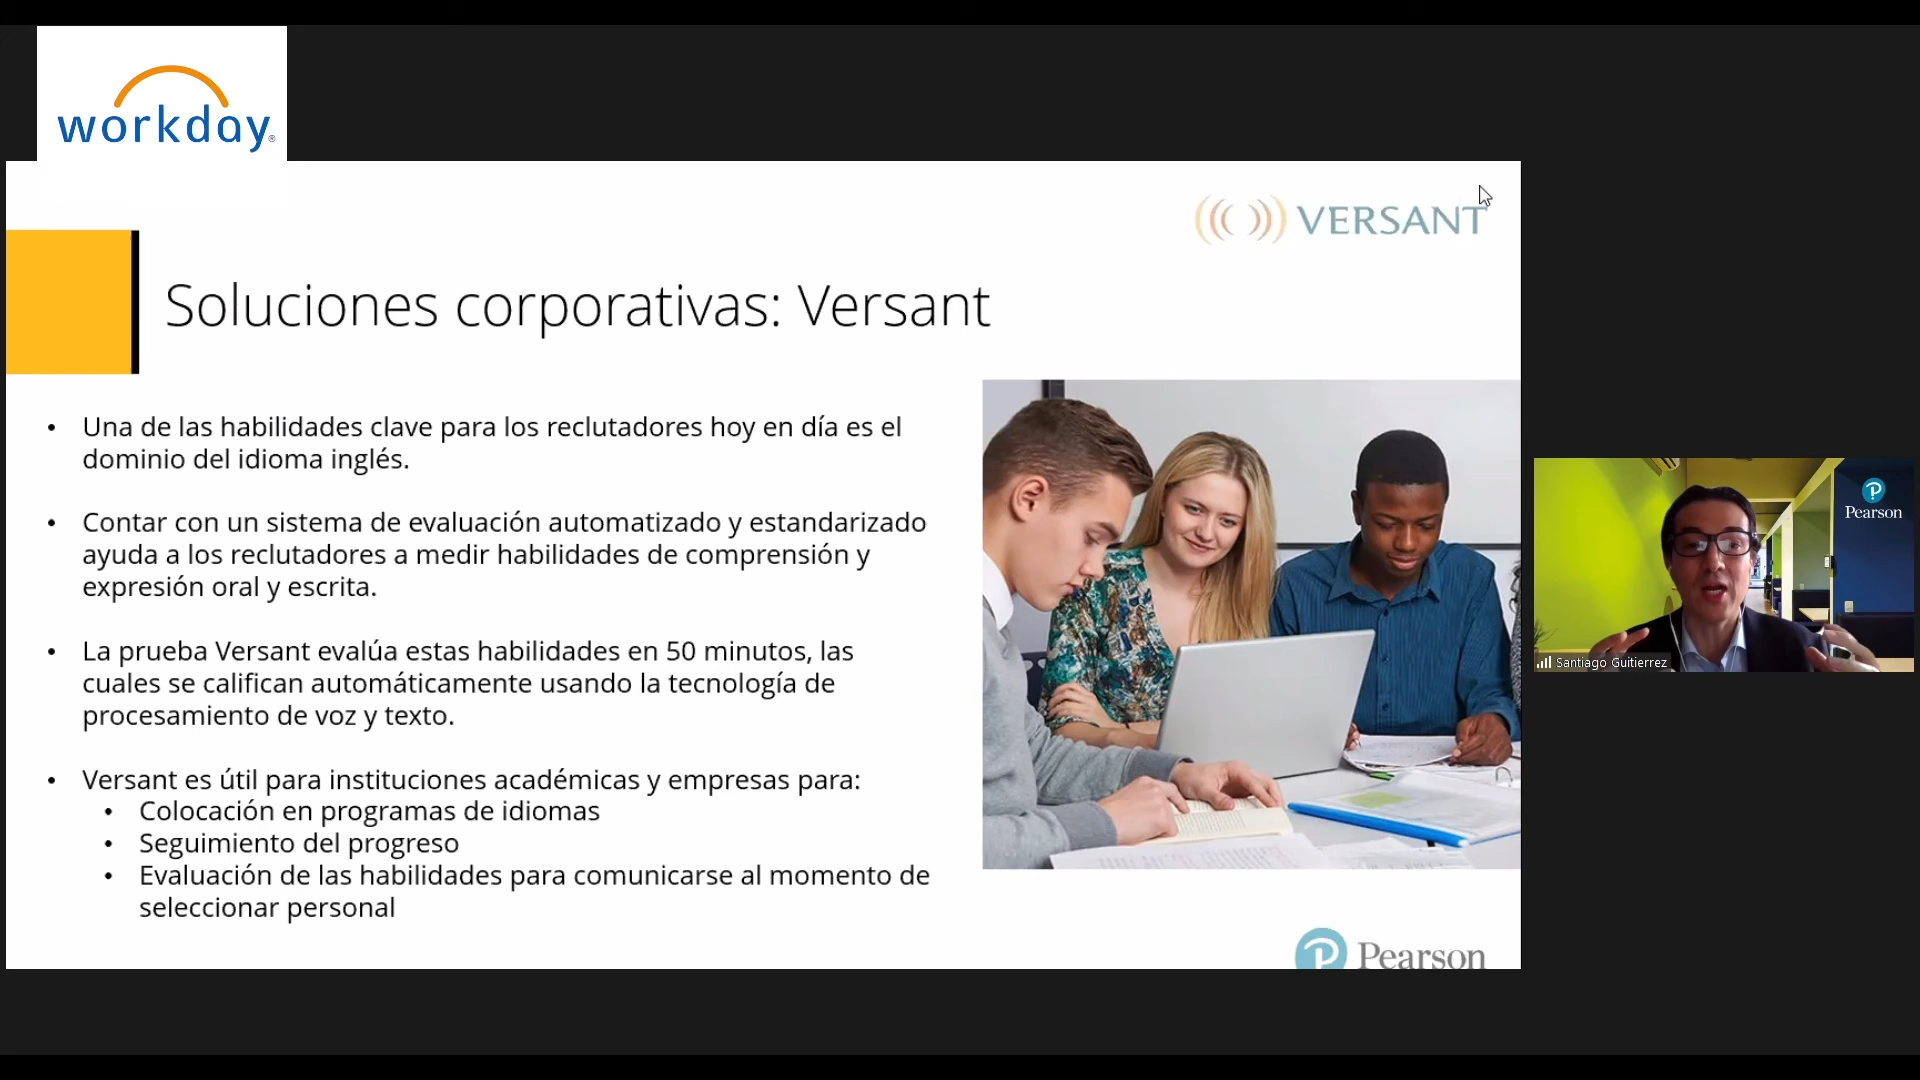 workday®
VERSANT
Soluciones corporativas: Versant
• Una de las habilidades clave para los reclutadores hoy en día es el
dominio del idioma inglés.
• Contar con un sistema de evaluación automatizado y estandarizado
ayuda a los reclutadores a medir habilidades de comprensión y
expresión oral y escrita.
• La prueba Versant evalúa estas habilidades en 50 minutos, las
cuales se califican automáticamente usando la tecnología de
procesamiento de voz y texto.
• Versant es útil para instituciones académicas y empresas para:
• Colocación en programas de idiomas
• Seguimiento del progreso
• Evaluación de las habilidades para comunicarse al momento de
seleccionar personal
Pearson
Pearson
Santiago Guitierrez